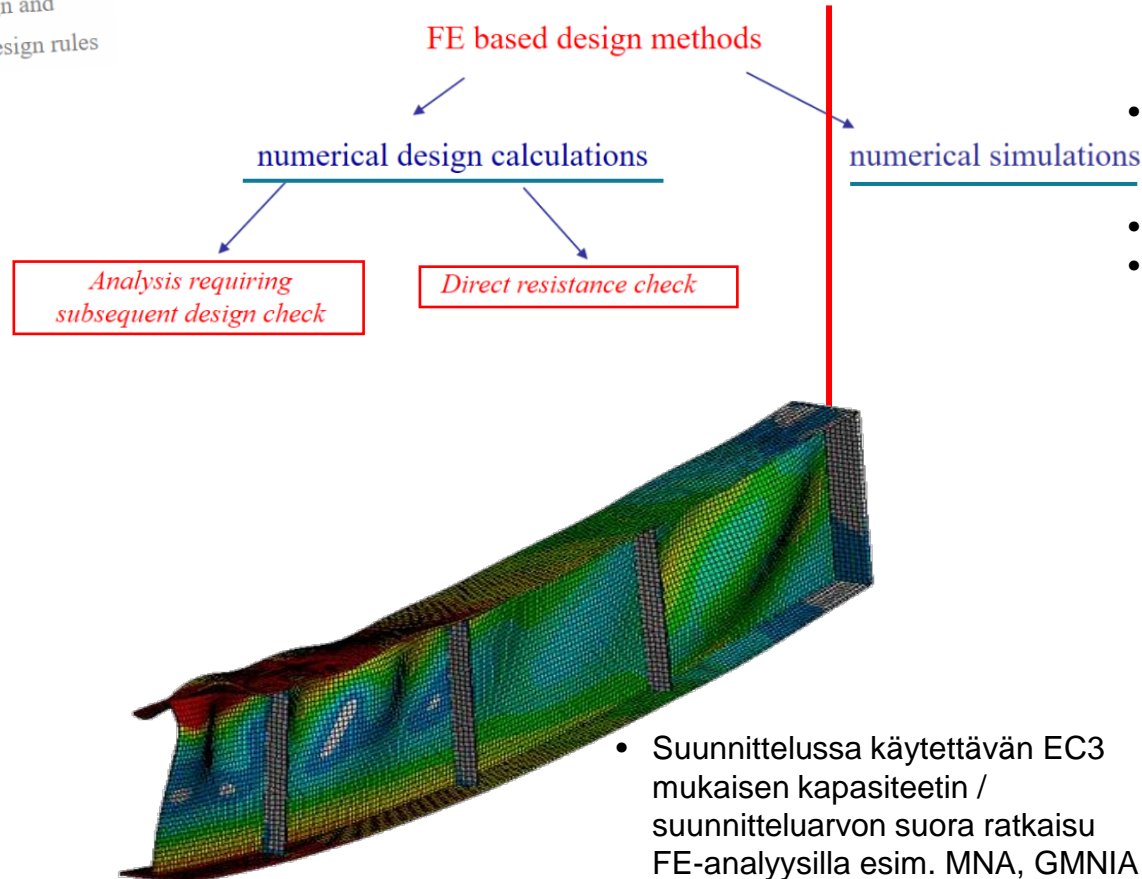 n and
esign rules
FE based design methods
numerical design calculations
numerical simulations
Analysis requiring
subsequent design check
Direct resistance check
• Suunnittelussa käytettävän EC3
mukaisen kapasiteetin /
suunnitteluarvon suora ratkaisu
FE-analyysilla esim. MNA, GMNIA